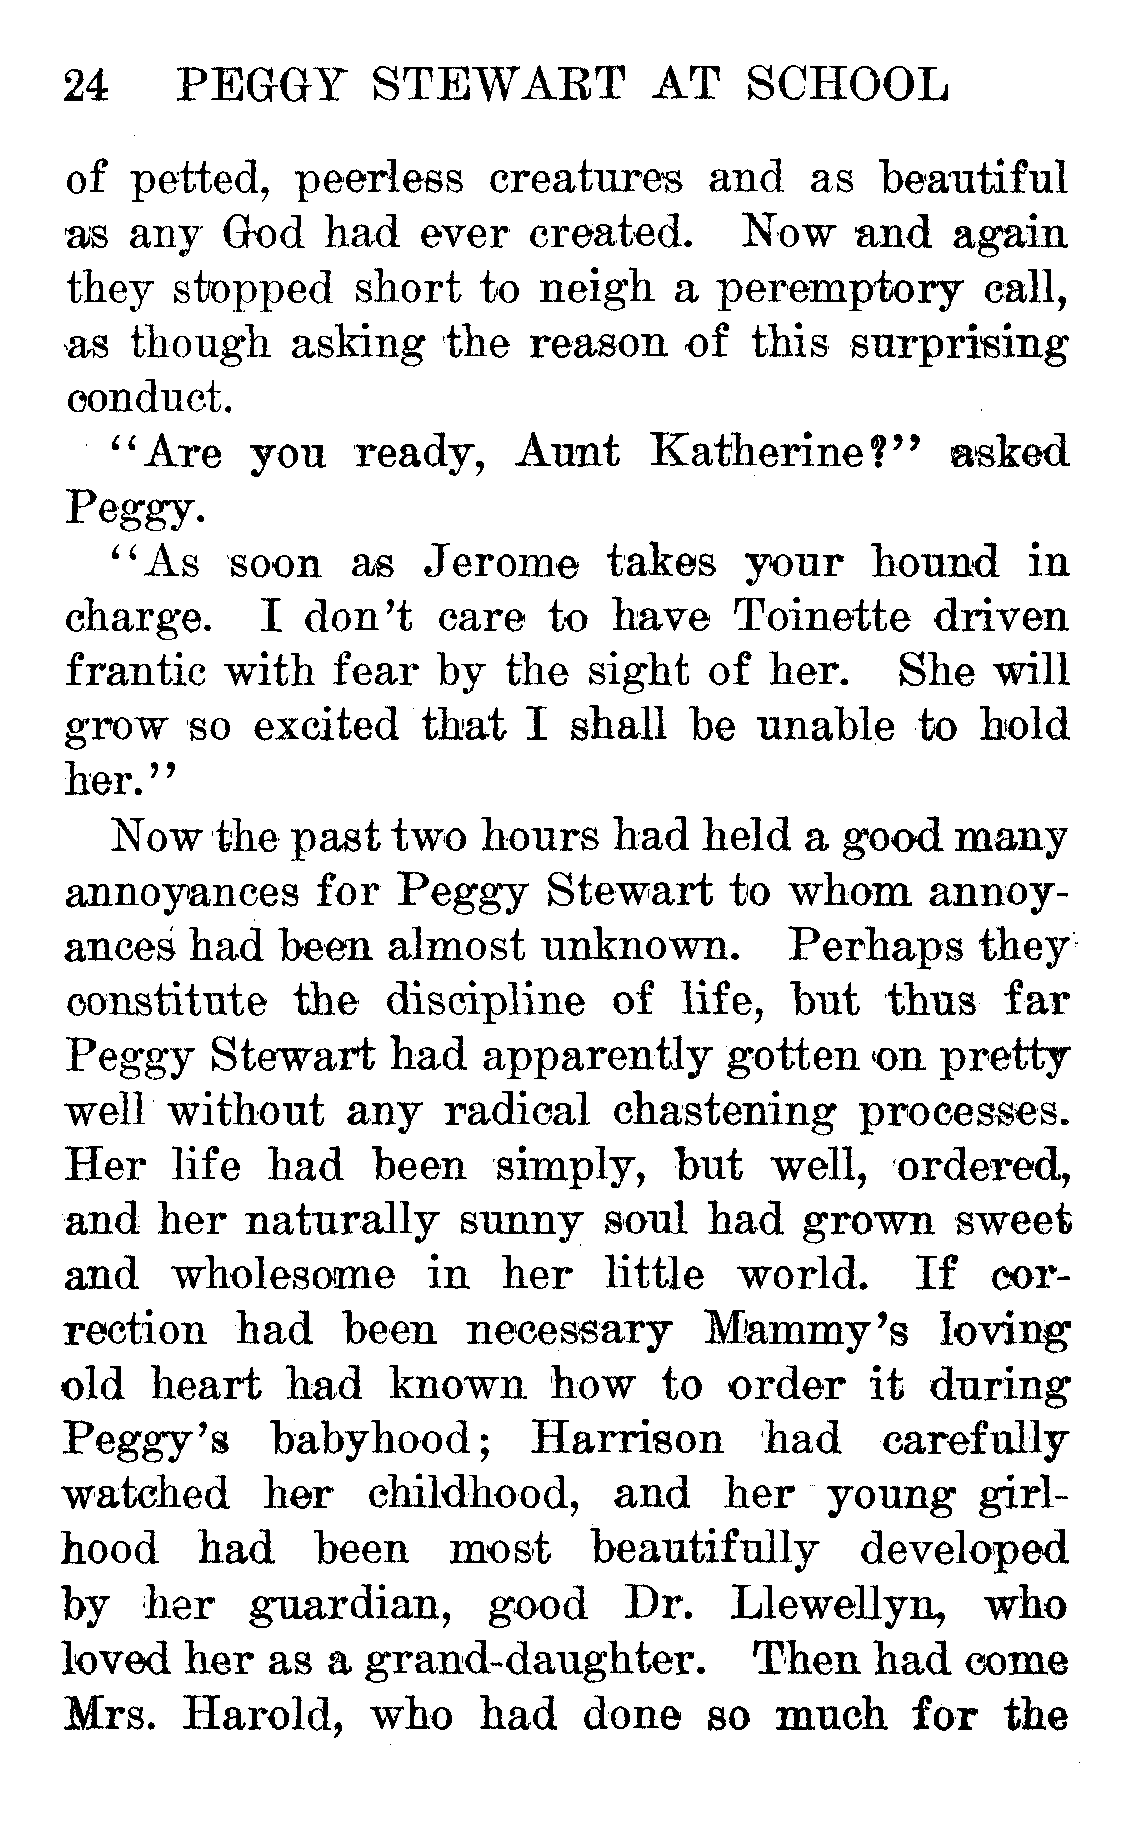 24 PEGGY STEWART AT SCHOOL
of petted, peerless creatures and as beautiful
as any God had ever created. Now and again
they stopped short to neigh a peremptory call,
as though asking the reason of this surprising
conduct.
"Are you ready, Aunt Katherine?" asked
Peggy.
"As soon as Jerome takes your hound in
charge. I don't care to have Toinette driven
frantic with fear by the sight of her. She will
grow so excited that I shall be unable to hold
her."
Now the past two hours had held a good many
annoyances for Peggy Stewart to whom annoy-
ances had been almost unknown. Perhaps they
constitute the discipline of life, but thus far
Peggy Stewart had apparently gotten on pretty
well without any radical chastening processes.
Her life had been simply, but well, ordered,
and her naturally sunny soul had grown sweet
and wholesome in her little world. If cor-
rection had been necessary Mammy's loving
old heart had known how to order it during
Peggy's babyhood; Harrison had carefully
watched her childhood, and her young girl-
hood had been most beautifully developed
by her guardian, good Dr. Llewellyn, who
loved her as a grand-daughter. Then had come
Mrs. Harold, who had done so much for the